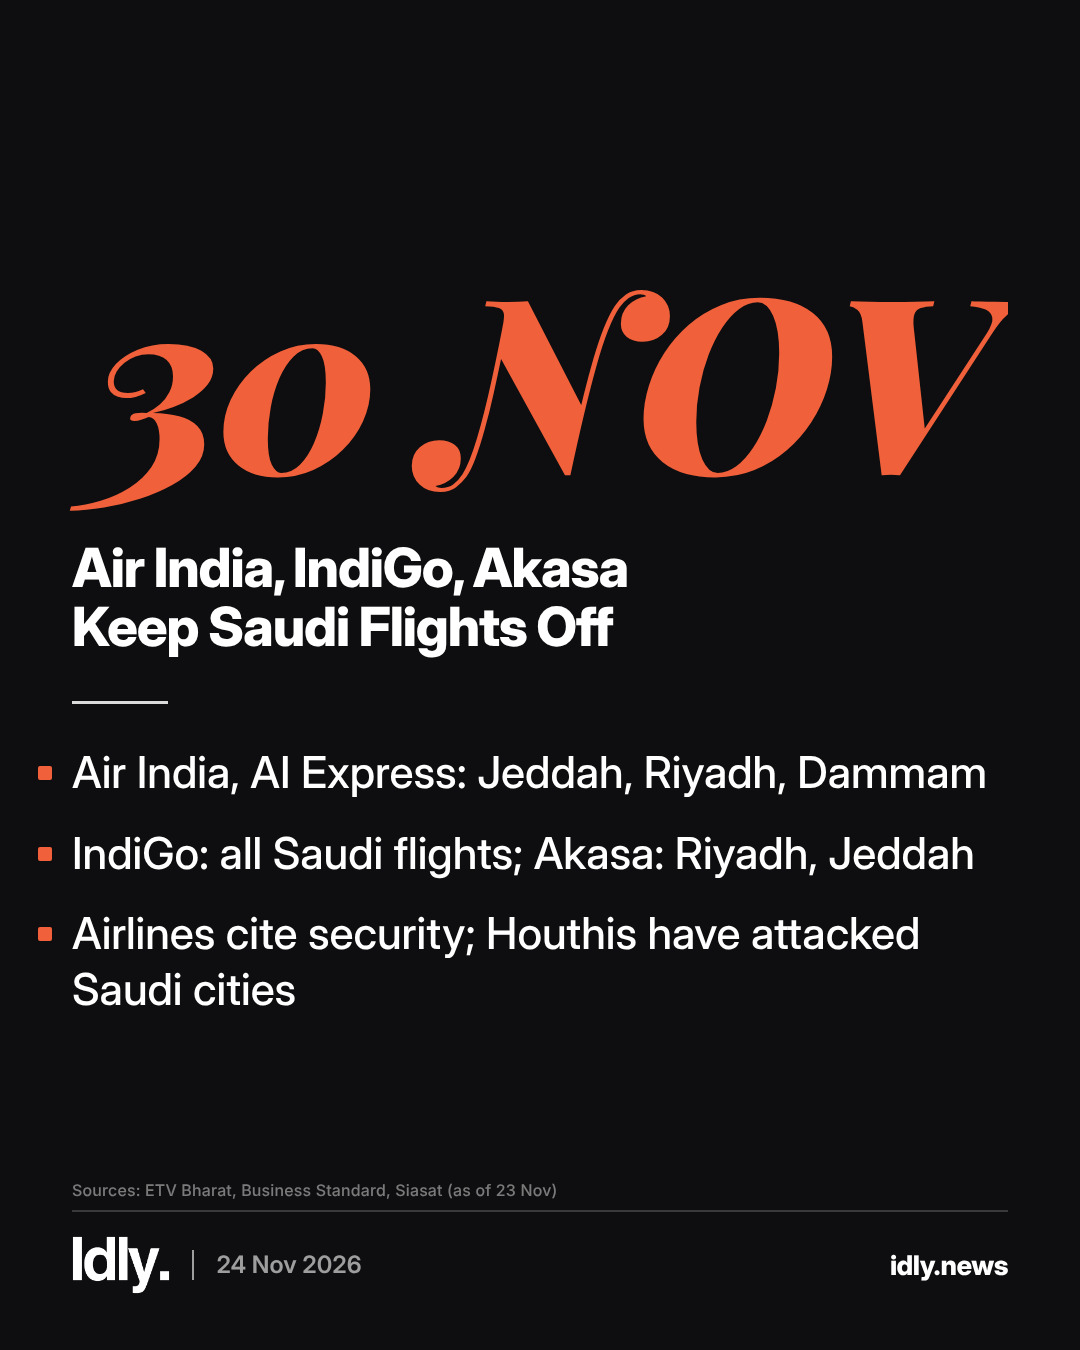 30 NOV
Air India, IndiGo, Akasa
Keep Saudi Flights Off
Air India, AI Express: Jeddah, Riyadh, Dammam
IndiGo: all Saudi flights; Akasa: Riyadh, Jeddah
Airlines cite security; Houthis have attacked
Saudi cities
Sources: ETV Bharat, Business Standard, Siasat (as of 23 Nov)
Idly. | 24 Nov 2026
idly.news